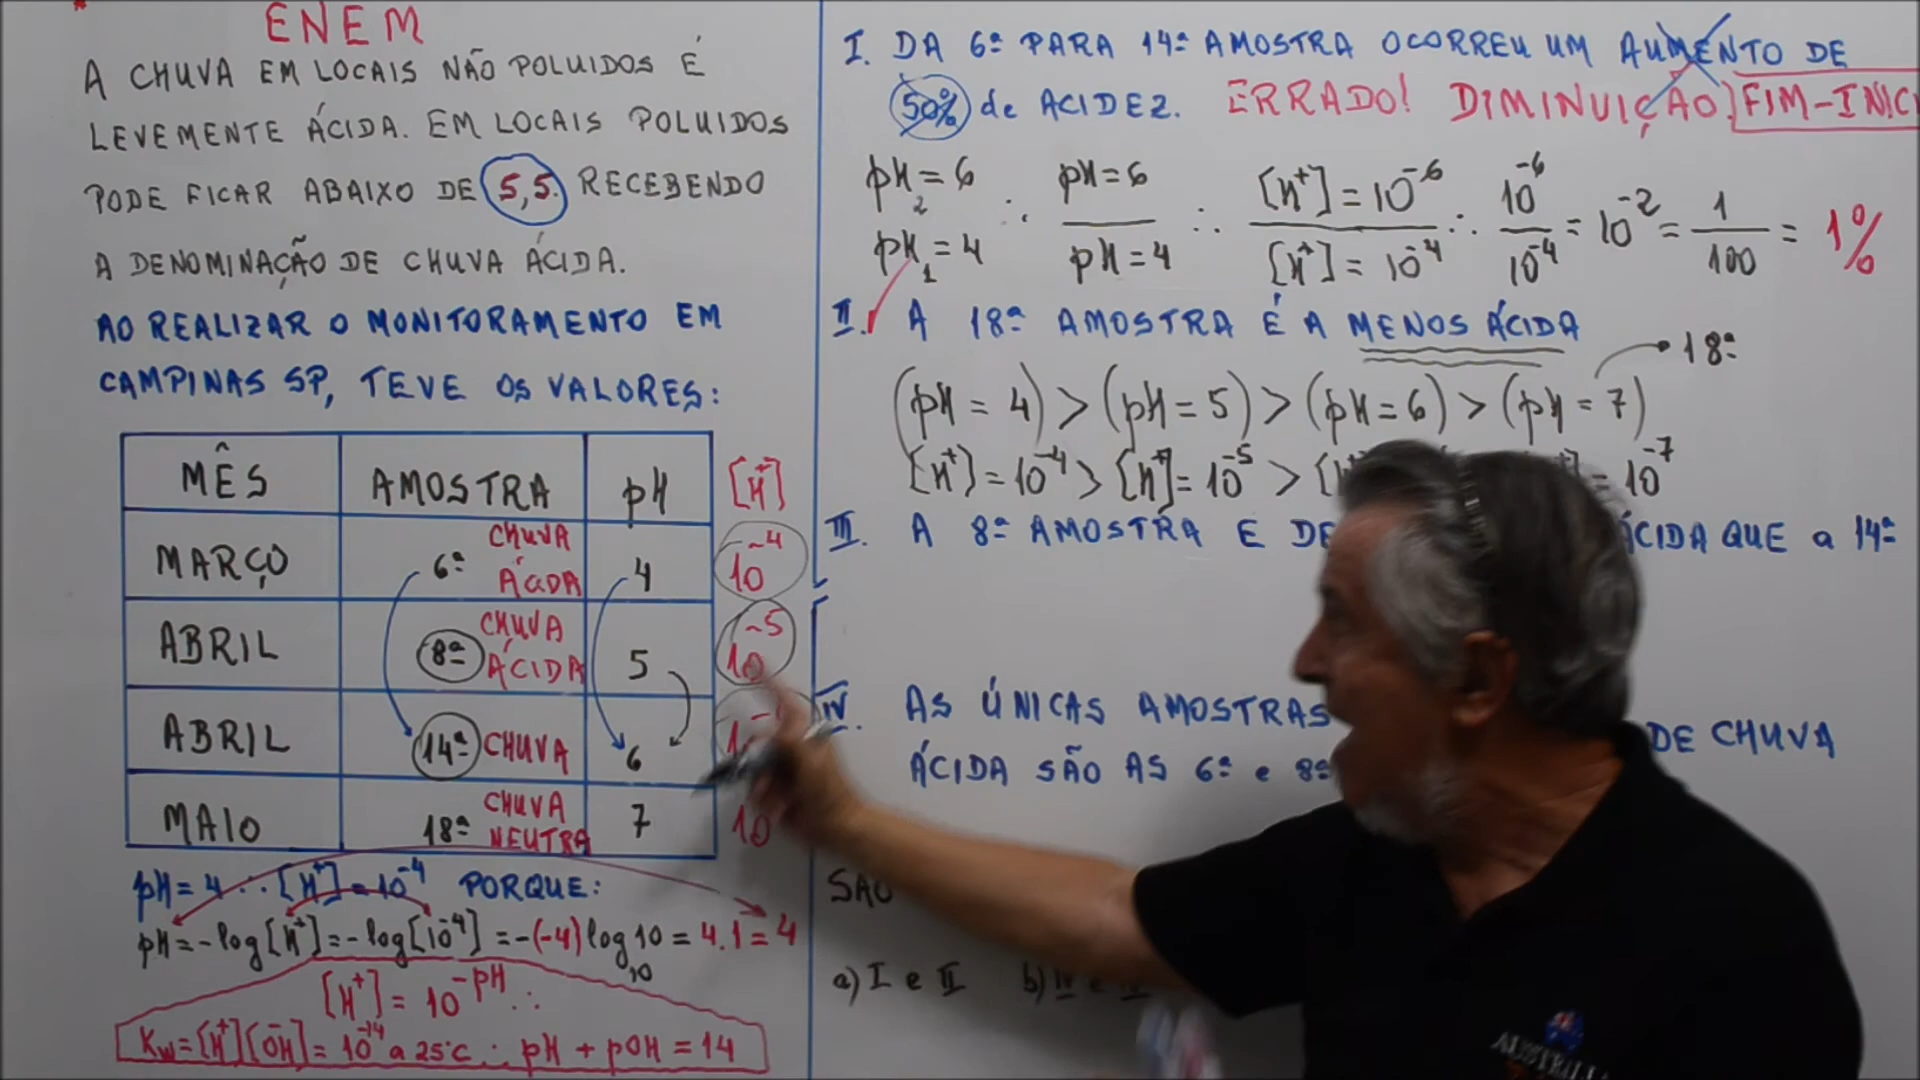 ENEM
A CHUVA EM LOCAIS NÃO POLUIDOS É
LEVEMENTE ÁCIDA. EM LOCAIS POLUIDOS
PODE FICAR ABAIXO DE 5,5. RECEBENDO
A DENOMINAÇÃO DE CHUVA ÁCIDA.
AO REALIZAR O MONITORAMENTO EM
CAMPINAS SP, TEVE OS VALORES:
MÊS AMOSTRA pH [H⁺]
MARÇO 6ª CHUVA ÁCIDA 4 10⁻⁴
ABRIL 8ª CHUVA ÁCIDA 5 10⁻⁵
ABRIL 14ª CHUVA 6
MAIO 18ª CHUVA NEUTRA 7 10
pH = 4 ∴ [H⁺] = 10⁻⁴ PORQUE:
pH = -log[H⁺] = -log[10⁻⁴] = -(-4) log₁₀ 10 = 4.1 = 4
[H⁺] = 10⁻ᵖᴴ ∴
Kw = [H⁺][OH⁻] = 10⁻¹⁴ a 25°C ∴ pH + pOH = 14
I. DA 6ª PARA 14ª AMOSTRA OCORREU UM AUMENTO DE
50% de ACIDEZ. ERRADO! DIMINUIÇÃO. FIM-INIC
pH₂ = 6 ∴ pH = 6 ∴ [H⁺] = 10⁻⁶ ∴ 10⁻⁶ = 10⁻² = 1 = 1%
pH₁ = 4 pH = 4 [H⁺] = 10⁻⁴ 10⁻⁴ 100
II. A 18ª AMOSTRA É A MENOS ÁCIDA
18ª
(pH = 4) > (pH = 5) > (pH = 6) > (pH = 7)
[H⁺] = 10⁻⁴ > [H⁺] = 10⁻⁵ > [H = 10⁻⁷
III. A 8ª AMOSTRA E DE ÁCIDA QUE a 14ª
IV. AS ÚNICAS AMOSTRAS DE CHUVA
ÁCIDA SÃO AS 6ª e 8ª
SAO
a) I e II b) IV e
AUSTRALIA